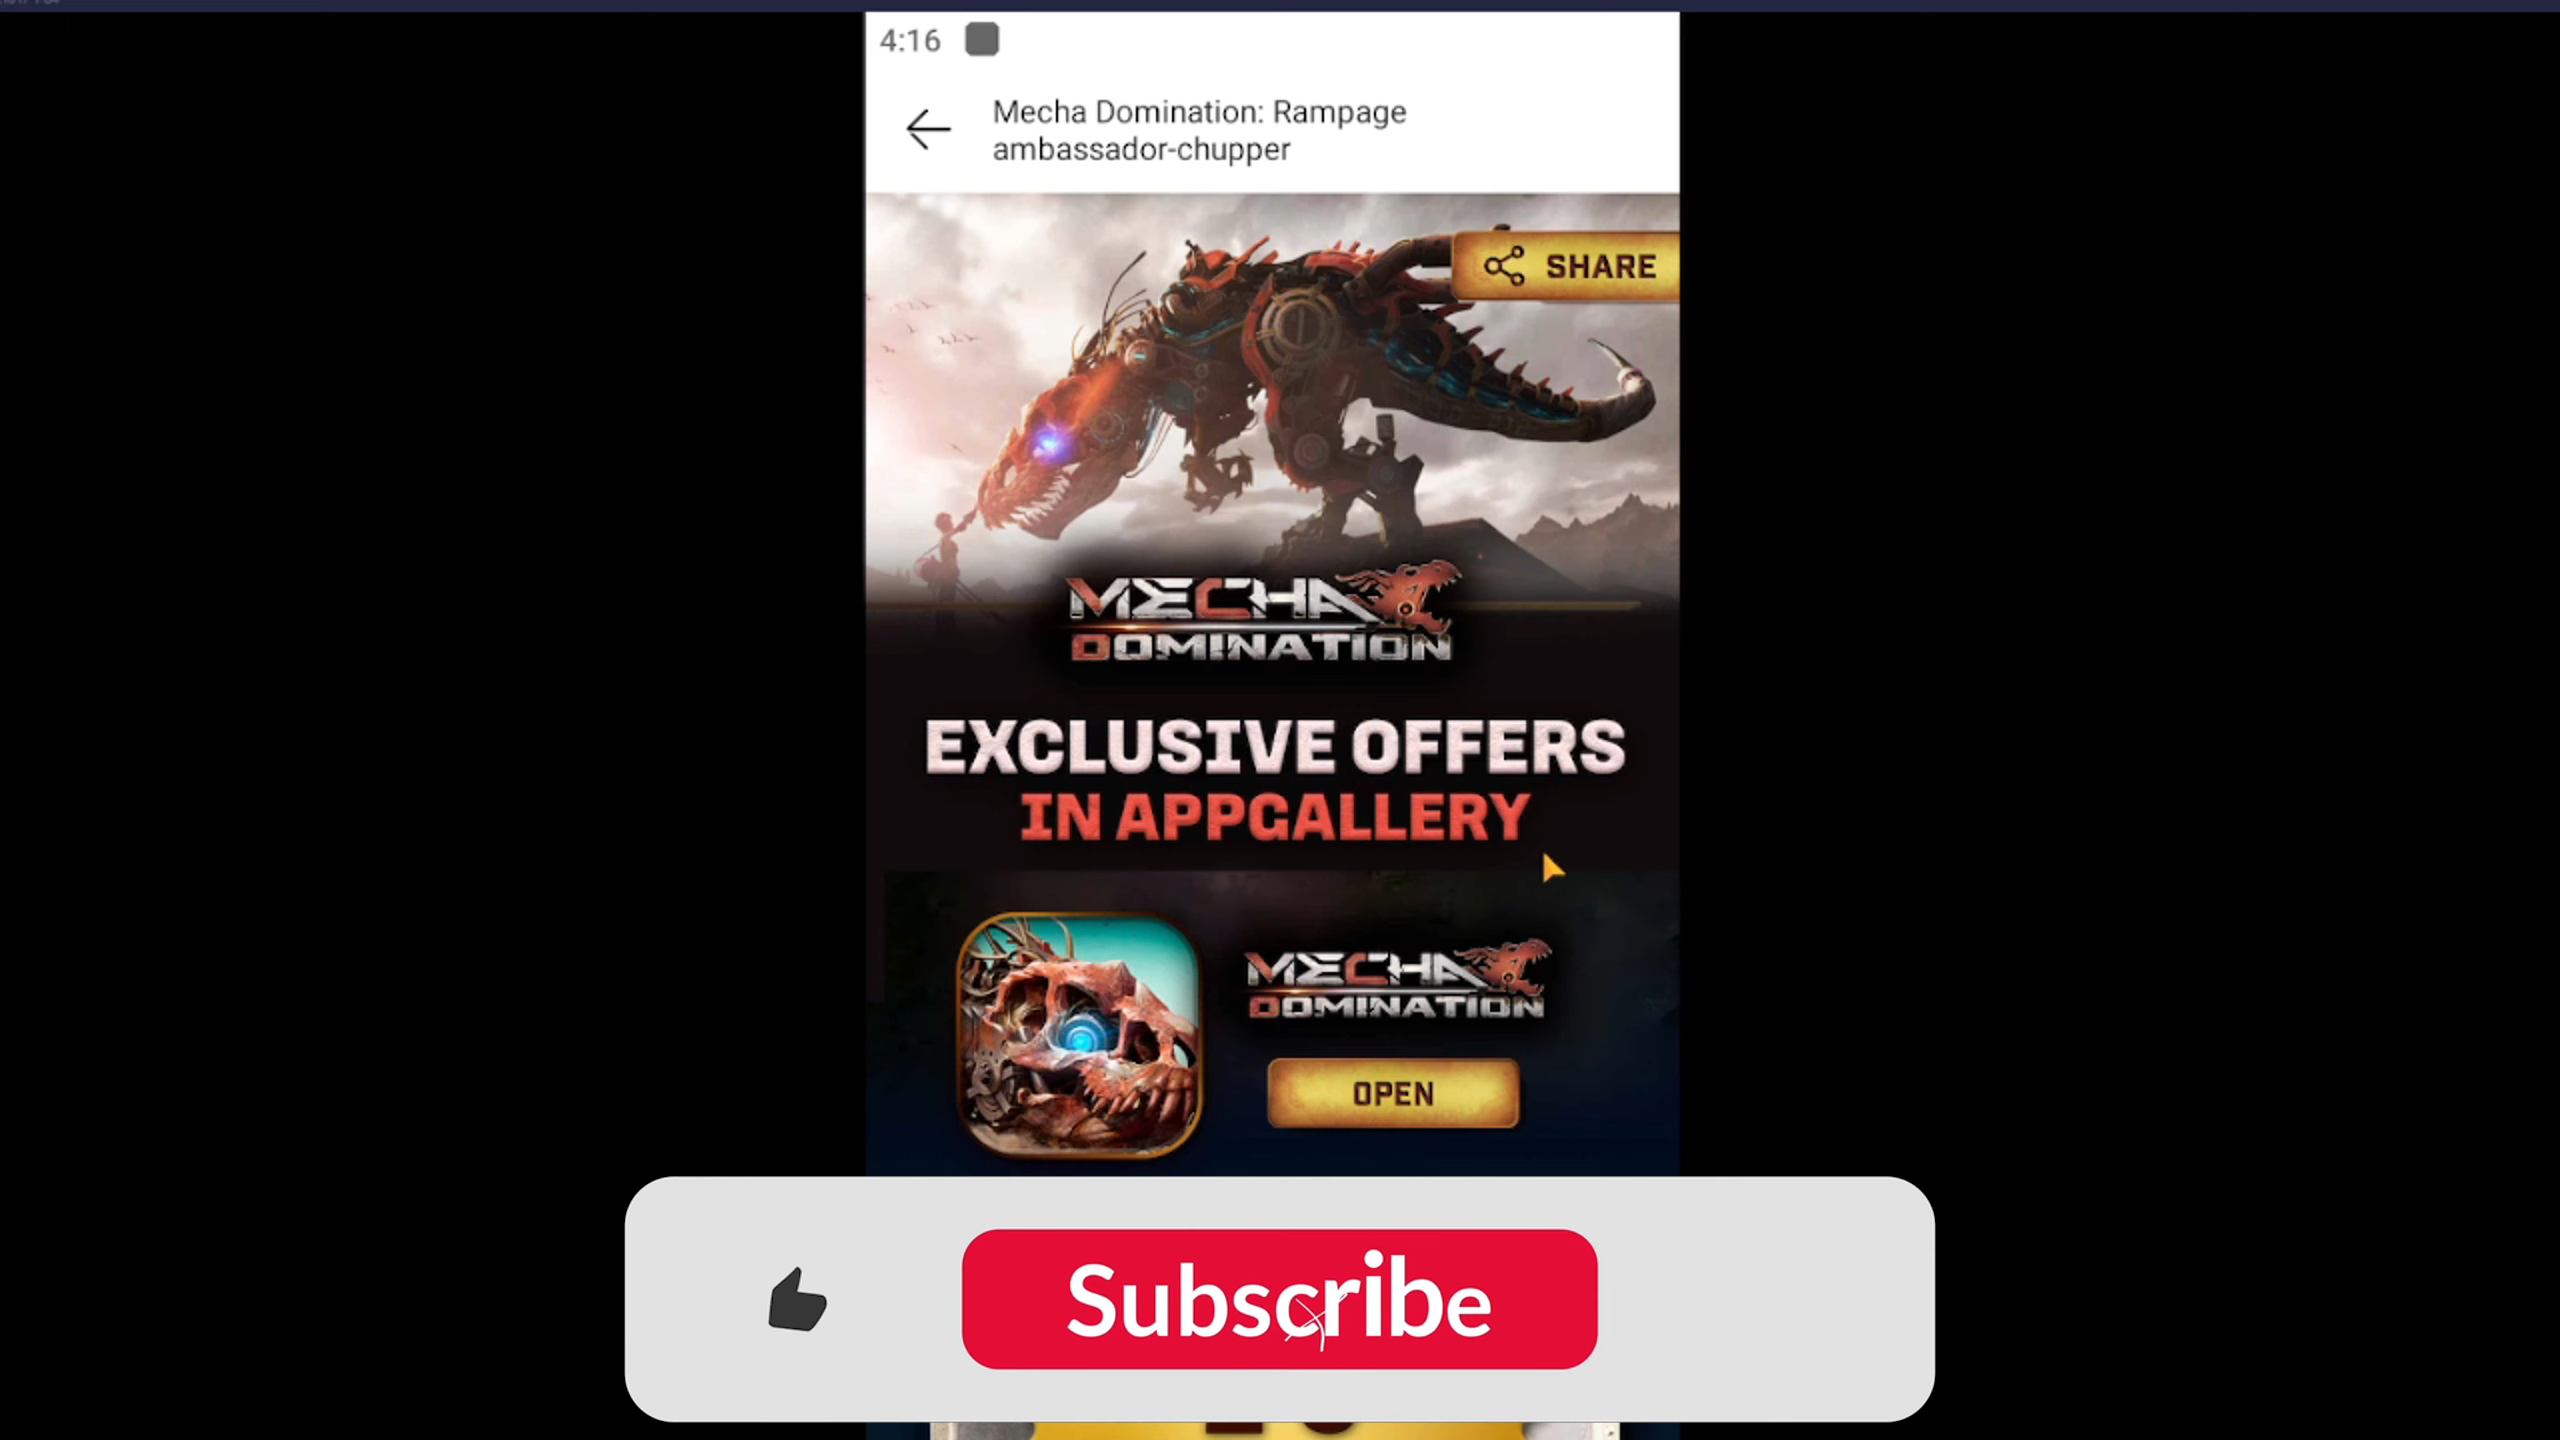 4:16
Mecha Domination: Rampage
ambassador-chupper
SHARE
MECHA
DOMINATION
EXCLUSIVE OFFERS
IN APPGALLERY
MECHA
DOMINATION
OPEN
Subscribe